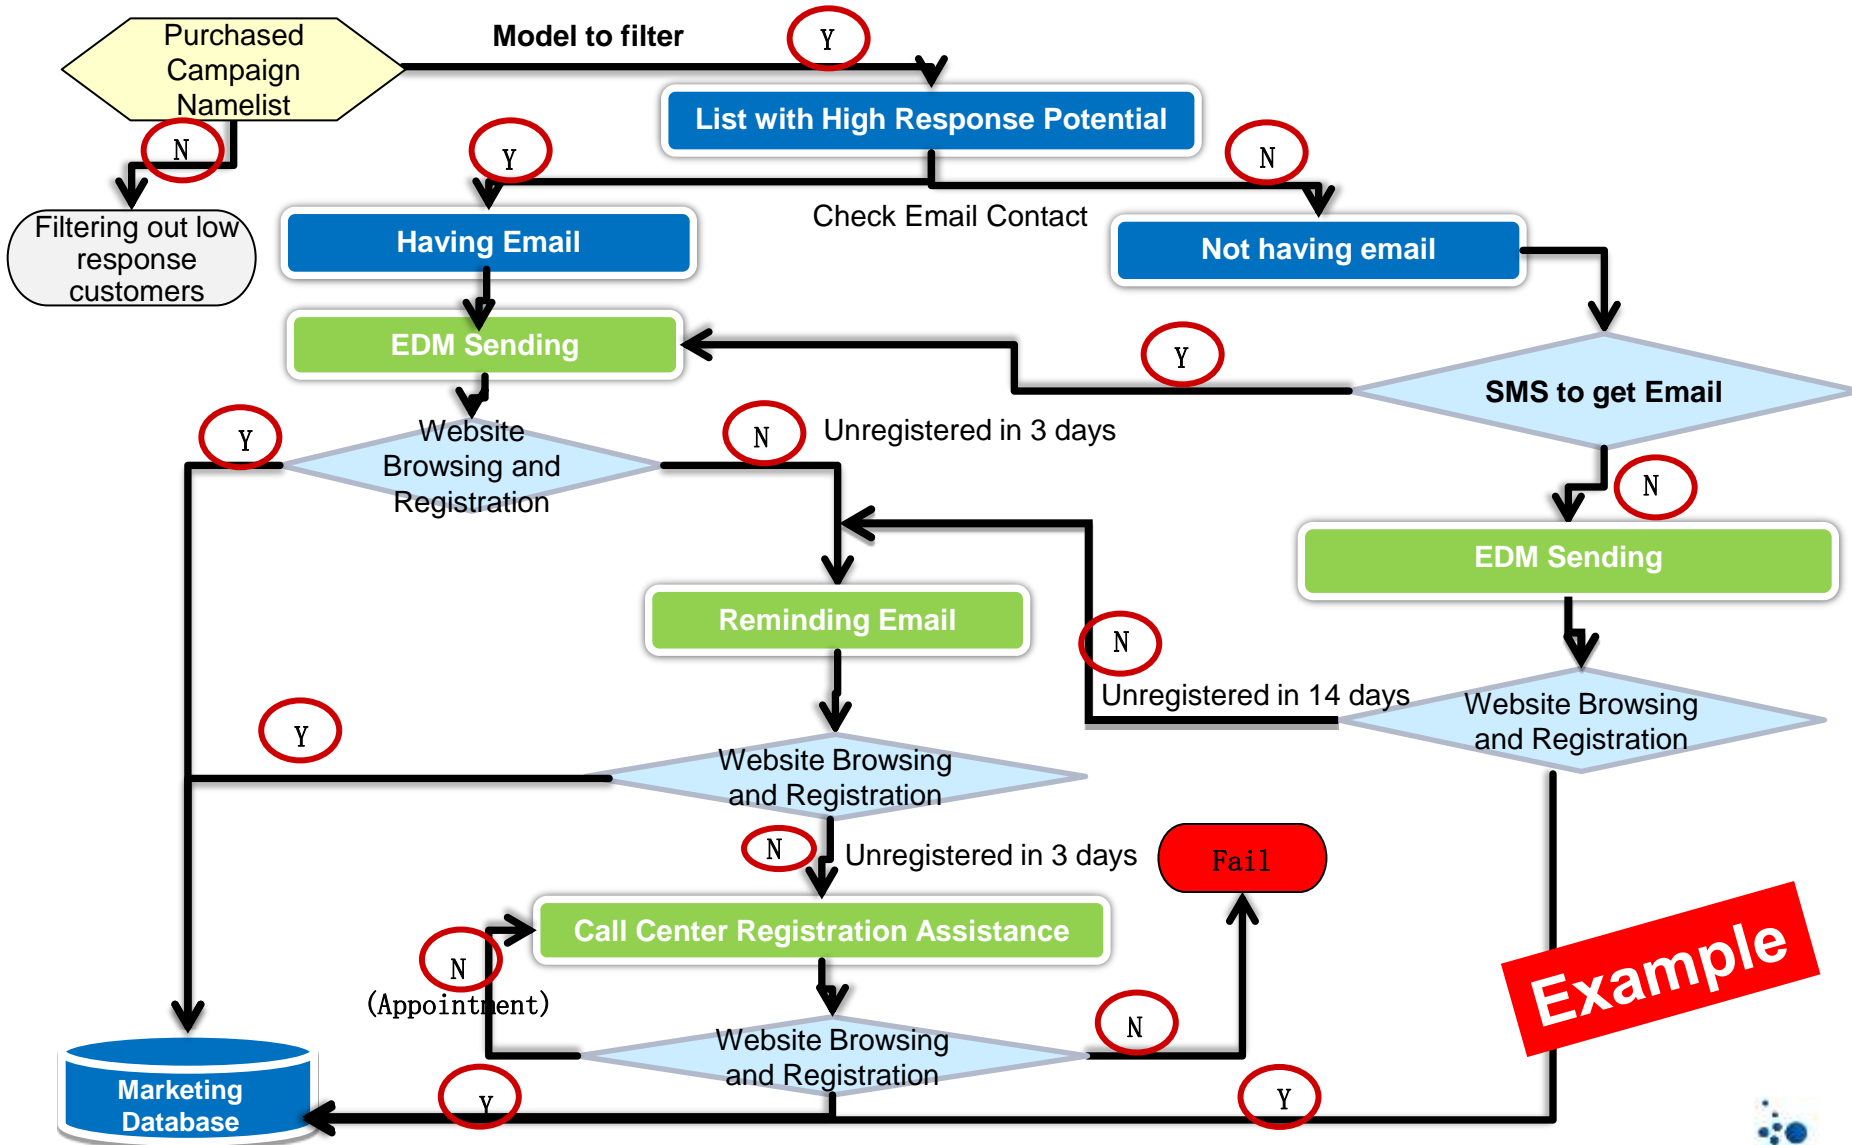 Purchased
Campaign
Namelist
Model to filter
Y
N
List with High Response Potential
Y
N
Filtering out low
response
customers
Check Email Contact
Having Email
Not having email
EDM Sending
Y
SMS to get Email
Y
Website
Browsing and
Registration
N
Unregistered in 3 days
N
EDM Sending
Reminding Email
N
Unregistered in 14 days
Website Browsing
and Registration
Y
Website Browsing
and Registration
N
Unregistered in 3 days
Fail
Call Center Registration Assistance
N
(Appointment)
Example
Website Browsing
and Registration
N
Marketing
Database
Y
Y